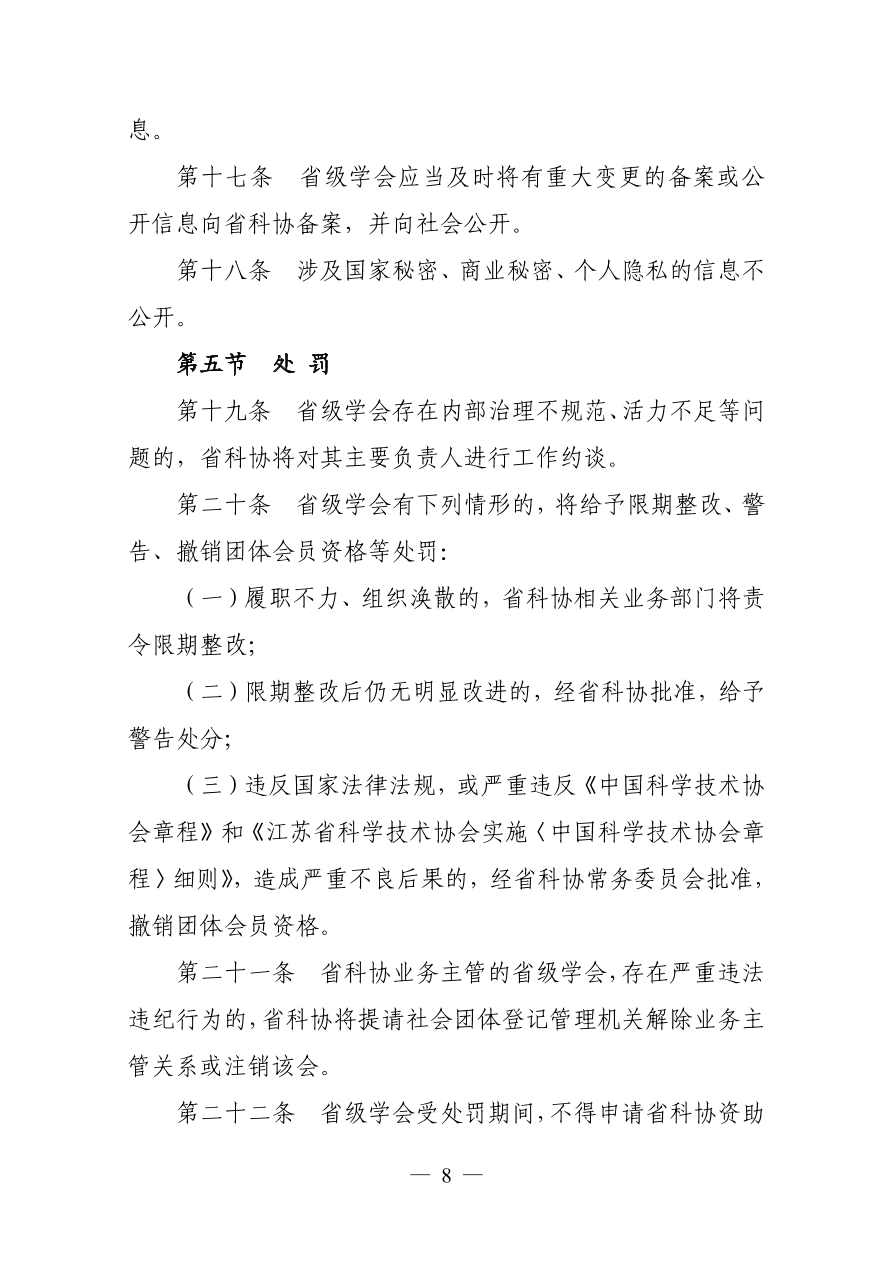 息。
第十七条　省级学会应当及时将有重大变更的备案或公
开信息向省科协备案，并向社会公开。
第十八条　涉及国家秘密、商业秘密、个人隐私的信息不
公开。
第五节　处 罚
第十九条　省级学会存在内部治理不规范、活力不足等问
题的，省科协将对其主要负责人进行工作约谈。
第二十条　省级学会有下列情形的，将给予限期整改、警
告、撤销团体会员资格等处罚：
（一）履职不力、组织涣散的，省科协相关业务部门将责
令限期整改；
（二）限期整改后仍无明显改进的，经省科协批准，给予
警告处分；
（三）违反国家法律法规，或严重违反《中国科学技术协
会章程》和《江苏省科学技术协会实施〈中国科学技术协会章
程〉细则》，造成严重不良后果的，经省科协常务委员会批准，
撤销团体会员资格。
第二十一条　省科协业务主管的省级学会，存在严重违法
违纪行为的，省科协将提请社会团体登记管理机关解除业务主
管关系或注销该会。
第二十二条　省级学会受处罚期间，不得申请省科协资助
— 8 —